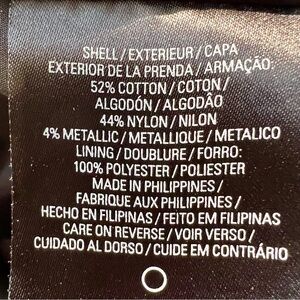 SHELL / EXTERIEUR / CAPA
EXTERIOR DE LA PRENDA / ARMAÇÃO:
52% COTTON / COTON /
ALGODÓN / ALGODÃO
44% NYLON / NILON
4% METALLIC / METALLIQUE / METALICO
LINING / DOUBLURE / FORRO:
100% POLYESTER / POLIESTER
MADE IN PHILIPPINES /
FABRIQUE AUX PHILIPPINES /
HECHO EN FILIPINAS / FEITO EM FILIPINAS
CARE ON REVERSE / VOIR VERSO /
CUIDADO AL DORSO / CUIDE EM CONTRÁRIO